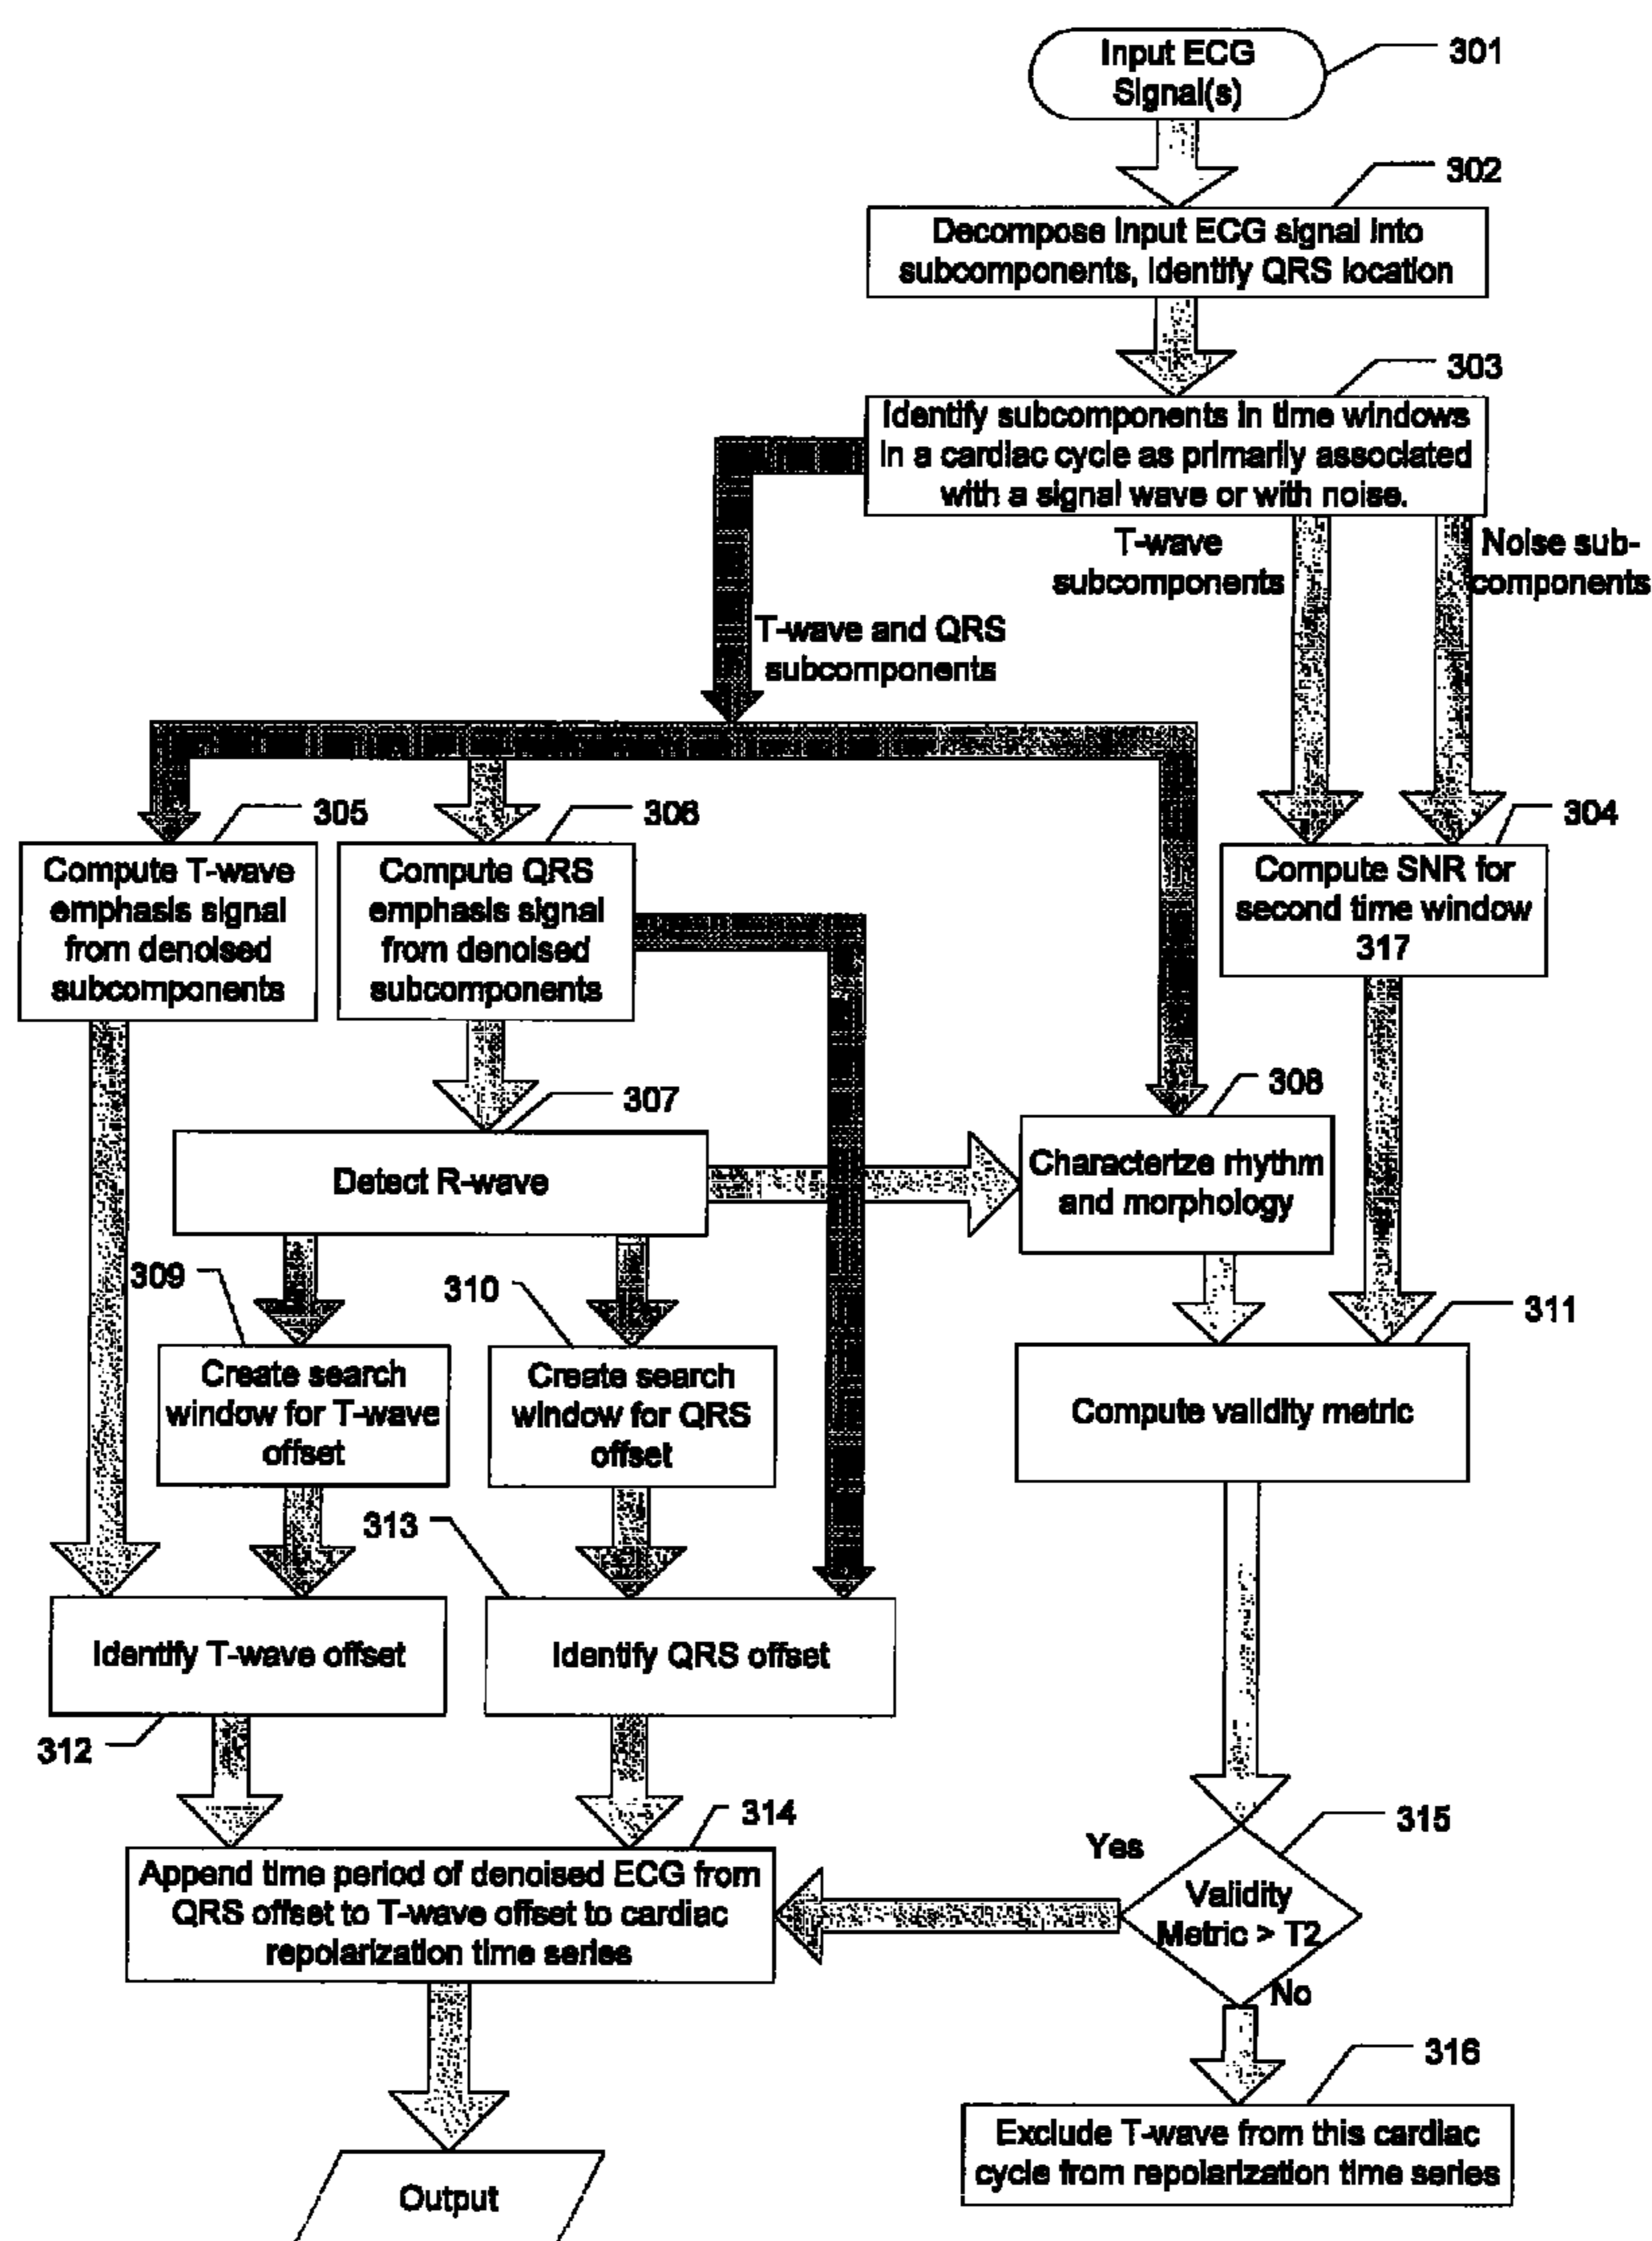 Input ECG
Signal(s)
301
302
Decompose input ECG signal into
subcomponents, identify QRS location
303
Identify subcomponents in time windows
in a cardiac cycle as primarily associated
with a signal wave or with noise.
T-wave
subcomponents
Noise sub-
components
T-wave and QRS
subcomponents
305
306
304
Compute T-wave
emphasis signal
from denoised
subcomponents
Compute QRS
emphasis signal
from denoised
subcomponents
Compute SNR for
second time window
317
307
308
Detect R-wave
Characterize rhythm
and morphology
309
310
311
Create search
window for T-wave
offset
Create search
window for QRS
offset
Compute validity metric
313
Identify T-wave offset
Identify QRS offset
312
314
315
Yes
Append time period of denoised ECG from
QRS offset to T-wave offset to cardiac
repolarization time series
Validity
Metric > T2
No
316
Exclude T-wave from this cardiac
cycle from repolarization time series
Output